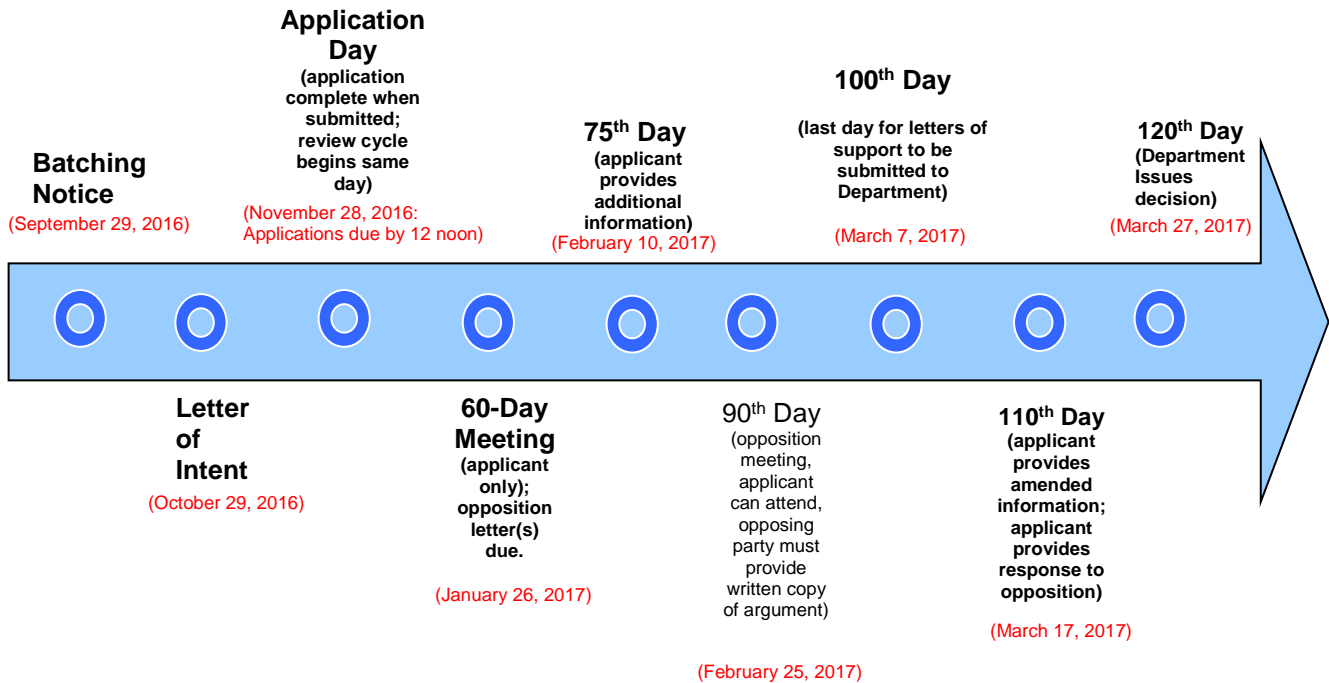 Application
Day
(application
complete when
submitted;
review cycle
begins same
day)
(November 28, 2016:
Applications due by 12 noon)
Batching
Notice
(September 29, 2016)
75th Day
(applicant
provides
additional
information)
(February 10, 2017)
100th Day
(last day for letters of
support to be
submitted to
Department)
(March 7, 2017)
120th Day
(Department
Issues
decision)
(March 27, 2017)
Letter
of
Intent
(October 29, 2016)
60-Day
Meeting
(applicant
only);
opposition
letter(s)
due.
(January 26, 2017)
90th Day
(opposition
meeting,
applicant
can attend,
opposing
party must
provide
written copy
of argument)
(February 25, 2017)
110th Day
(applicant
provides
amended
information;
applicant
provides
response to
opposition)
(March 17, 2017)